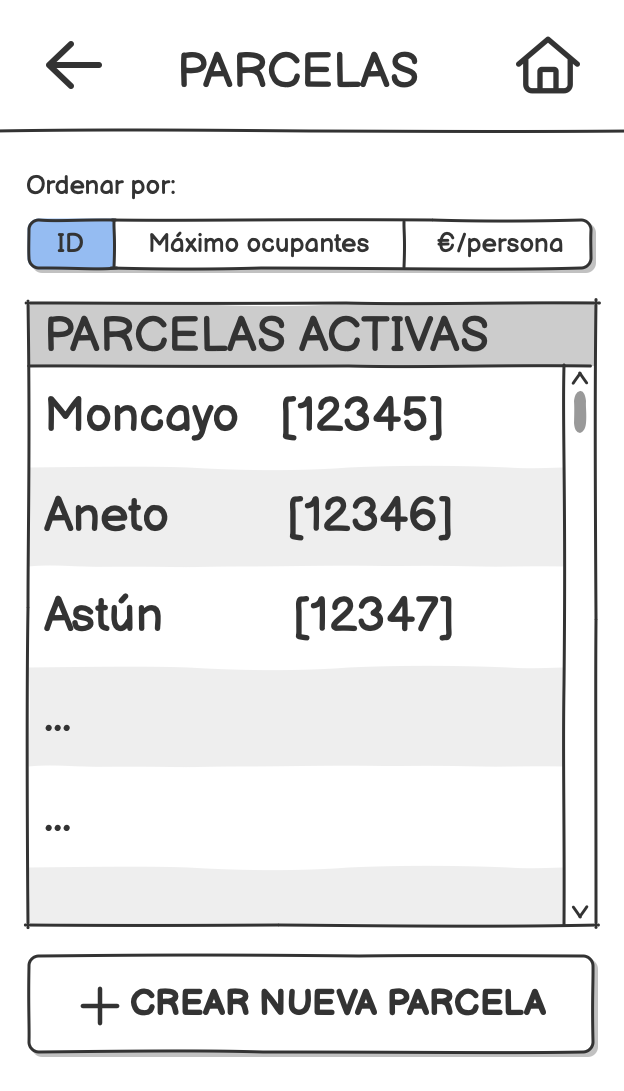 PARCELAS
Ordenar por:
ID Máximo ocupantes €/persona
PARCELAS ACTIVAS
Moncayo [12345]
Aneto [12346]
Astún [12347]
...
...
CREAR NUEVA PARCELA